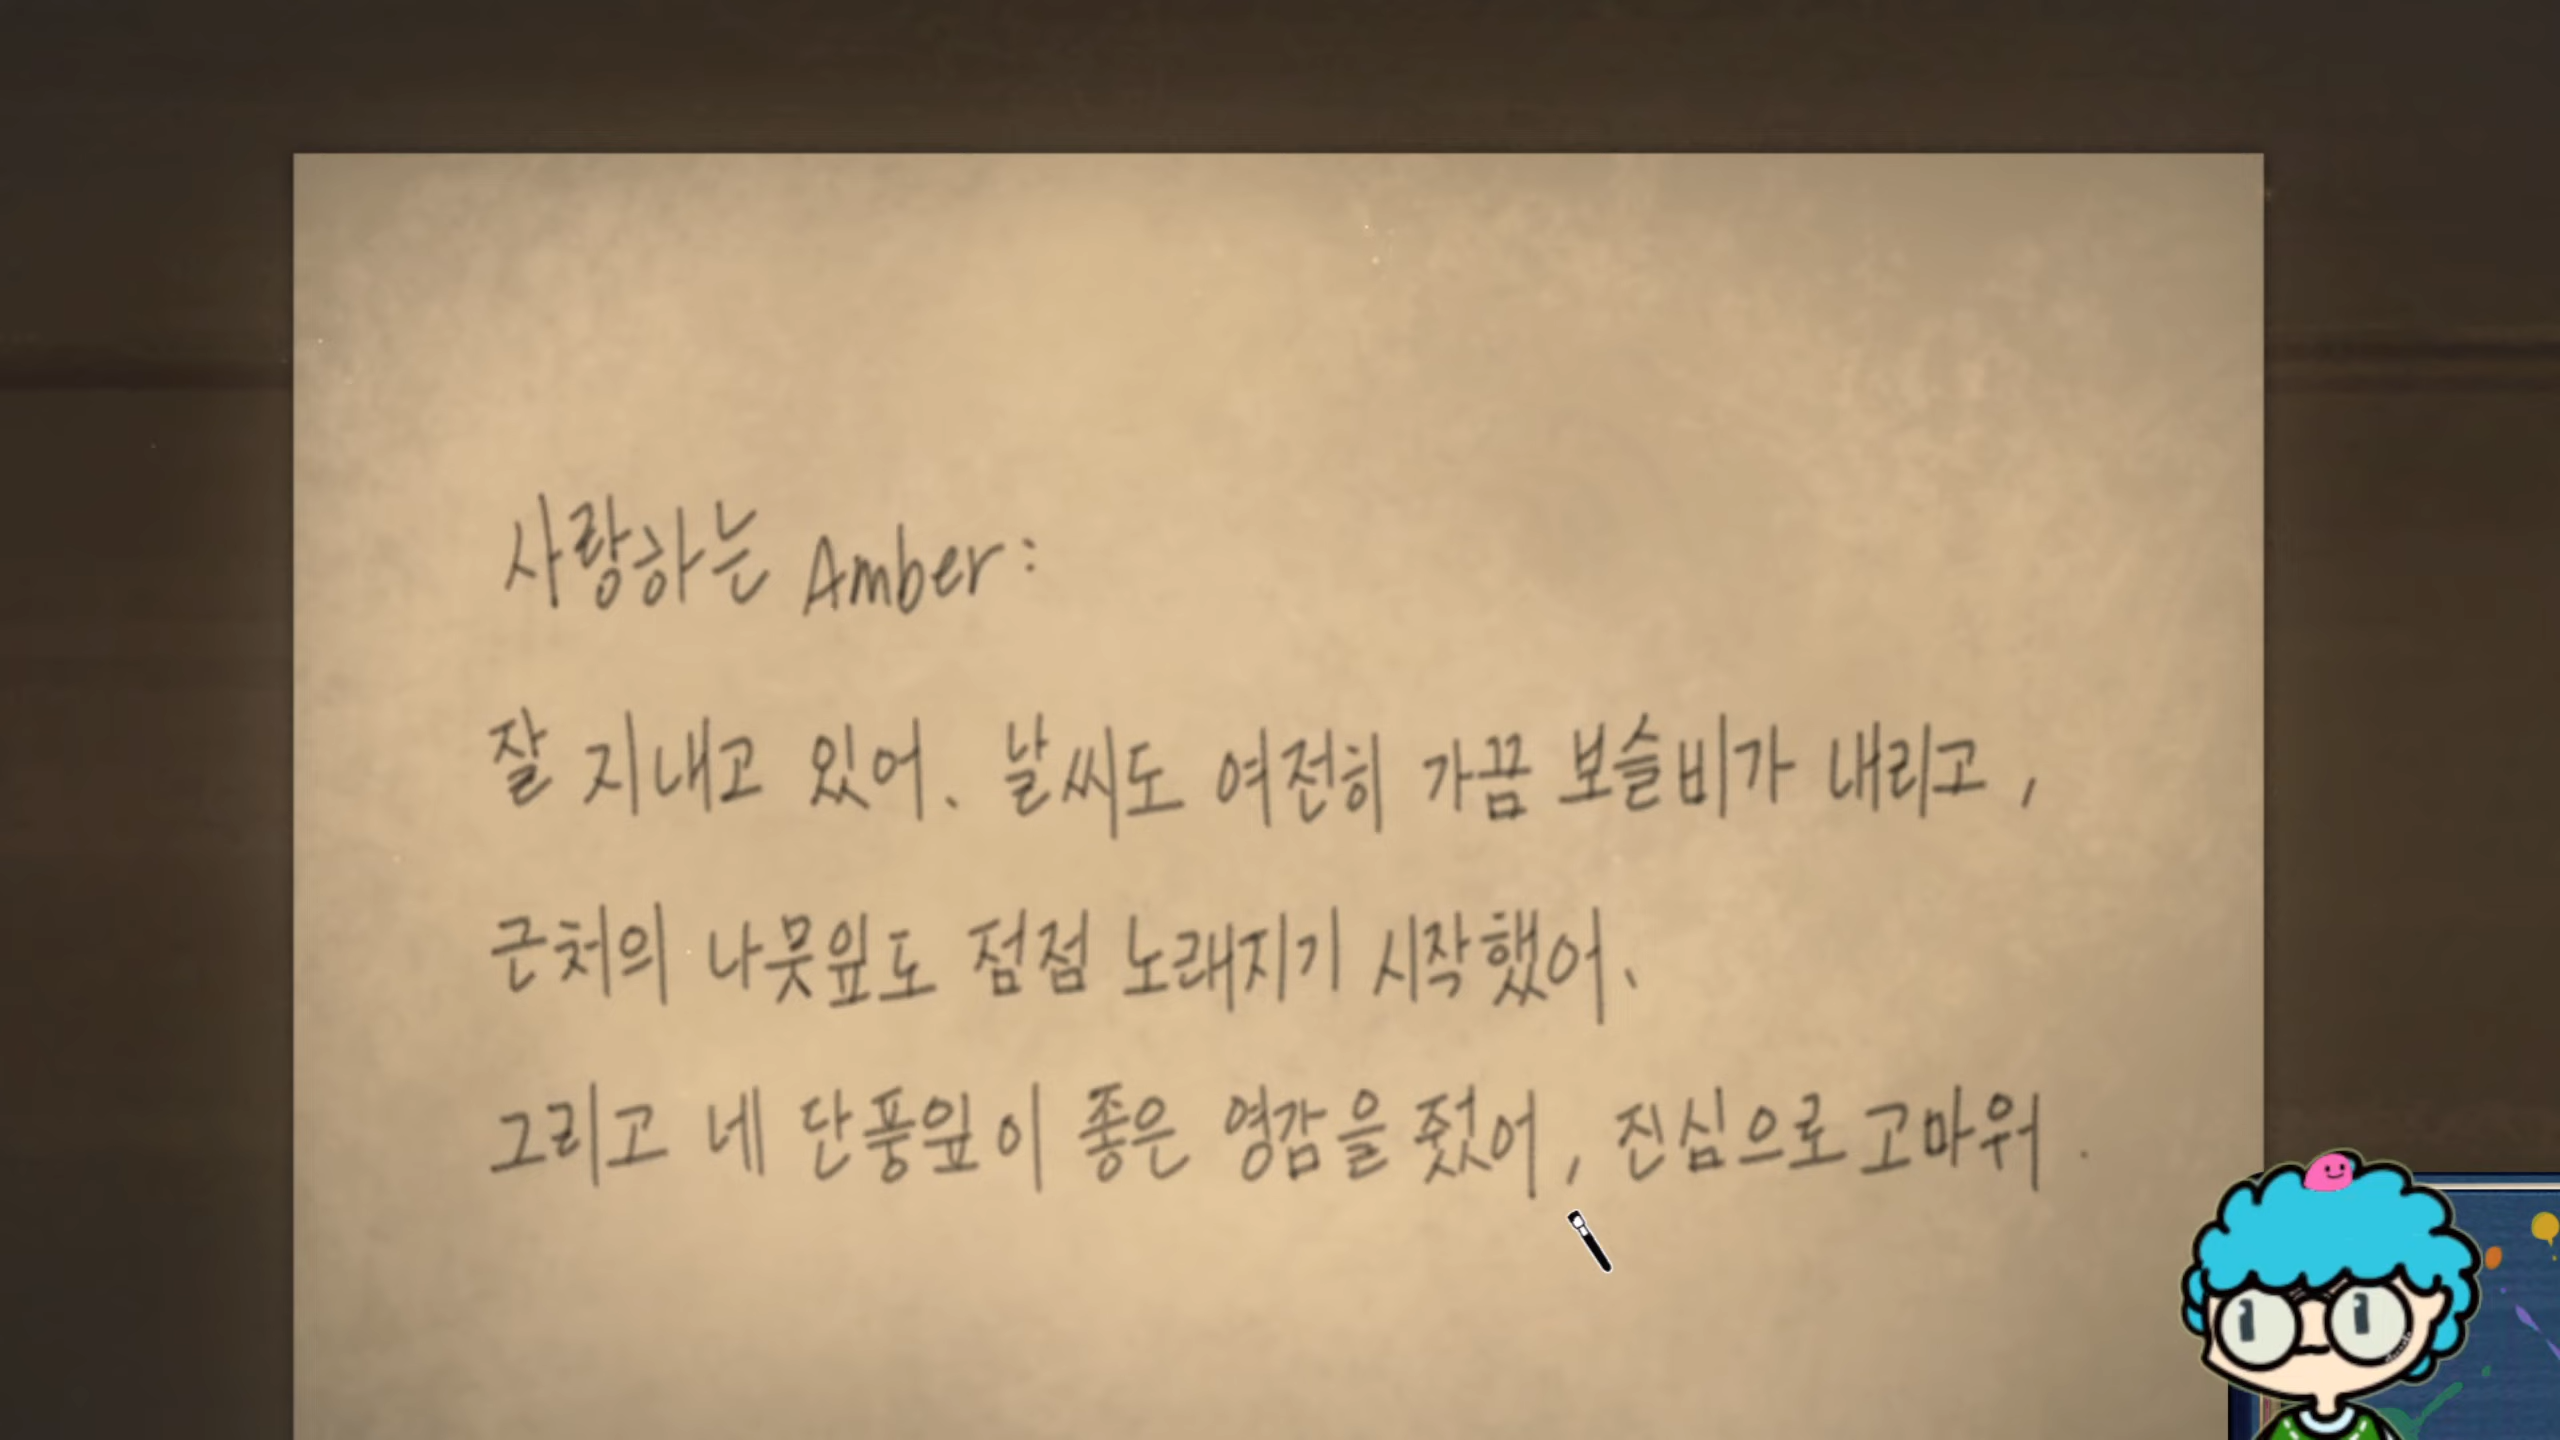 사랑하는 Amber:
잘 지내고 있어. 날씨도 여전히 가끔 보슬비가 내리고,
근처의 나뭇잎도 점점 노래지기 시작했어.
그리고 네 단풍잎이 좋은 영감을 줬어, 진심으로 고마워.